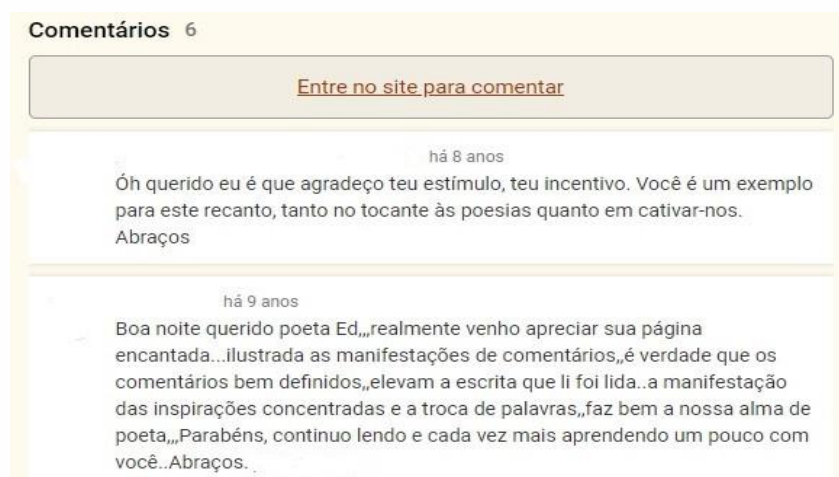 Comentários 6
Entre no site para comentar
há 8 anos
Óh querido eu é que agradeço teu estímulo, teu incentivo. Você é um exemplo
para este recanto, tanto no tocante às poesias quanto em cativar-nos.
Abraços
há 9 anos
Boa noite querido poeta Ed,,,realmente venho apreciar sua página
encantada...ilustrada as manifestações de comentários,,é verdade que os
comentários bem definidos,,elevam a escrita que li foi lida..a manifestação
das inspirações concentradas e a troca de palavras,,faz bem a nossa alma de
poeta,,,Parabéns, continuo lendo e cada vez mais aprendendo um pouco com
você..Abraços.